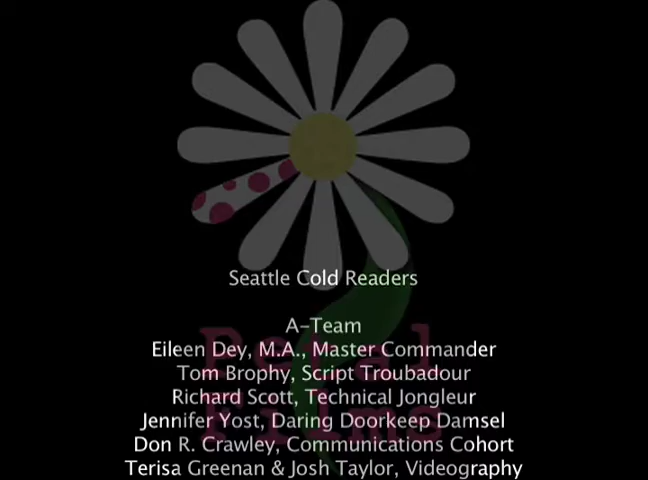 Seattle Cold Readers
A-Team
Eileen Dey, M.A., Master Commander
Tom Brophy, Script Troubadour
Richard Scott, Technical Jongleur
Jennifer Yost, Daring Doorkeep Damsel
Don R. Crawley, Communications Cohort
Terisa Greenan & Josh Taylor, Videography
Films